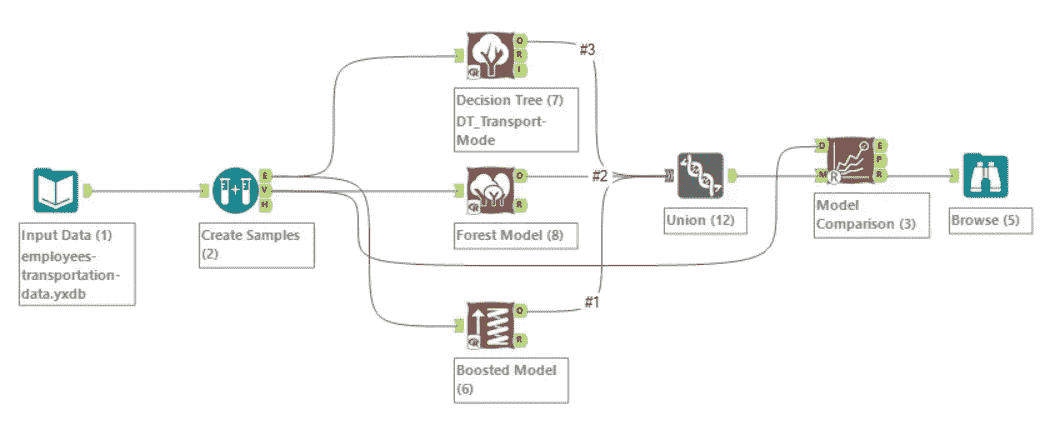 Input Data (1)
employees-
transportation-
data.yxdb
E
V
H
Create Samples
(2)
O
R
I
Decision Tree (7)
DT_Transport-
Mode
#3
O
R
Forest Model (8)
#2
O
R
Boosted Model
(6)
#1
Union (12)
D
M
R
E
P
R
Model
Comparison (3)
Browse (5)